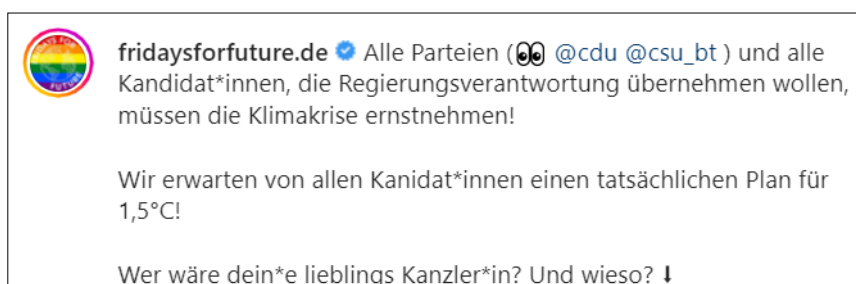 fridaysforfuture.de Alle Parteien (👀 @cdu @csu_bt ) und alle
Kandidat*innen, die Regierungsverantwortung übernehmen wollen,
müssen die Klimakrise ernstnehmen!
Wir erwarten von allen Kanidat*innen einen tatsächlichen Plan für
1,5°C!
Wer wäre dein*e lieblings Kanzler*in? Und wieso? ⬇